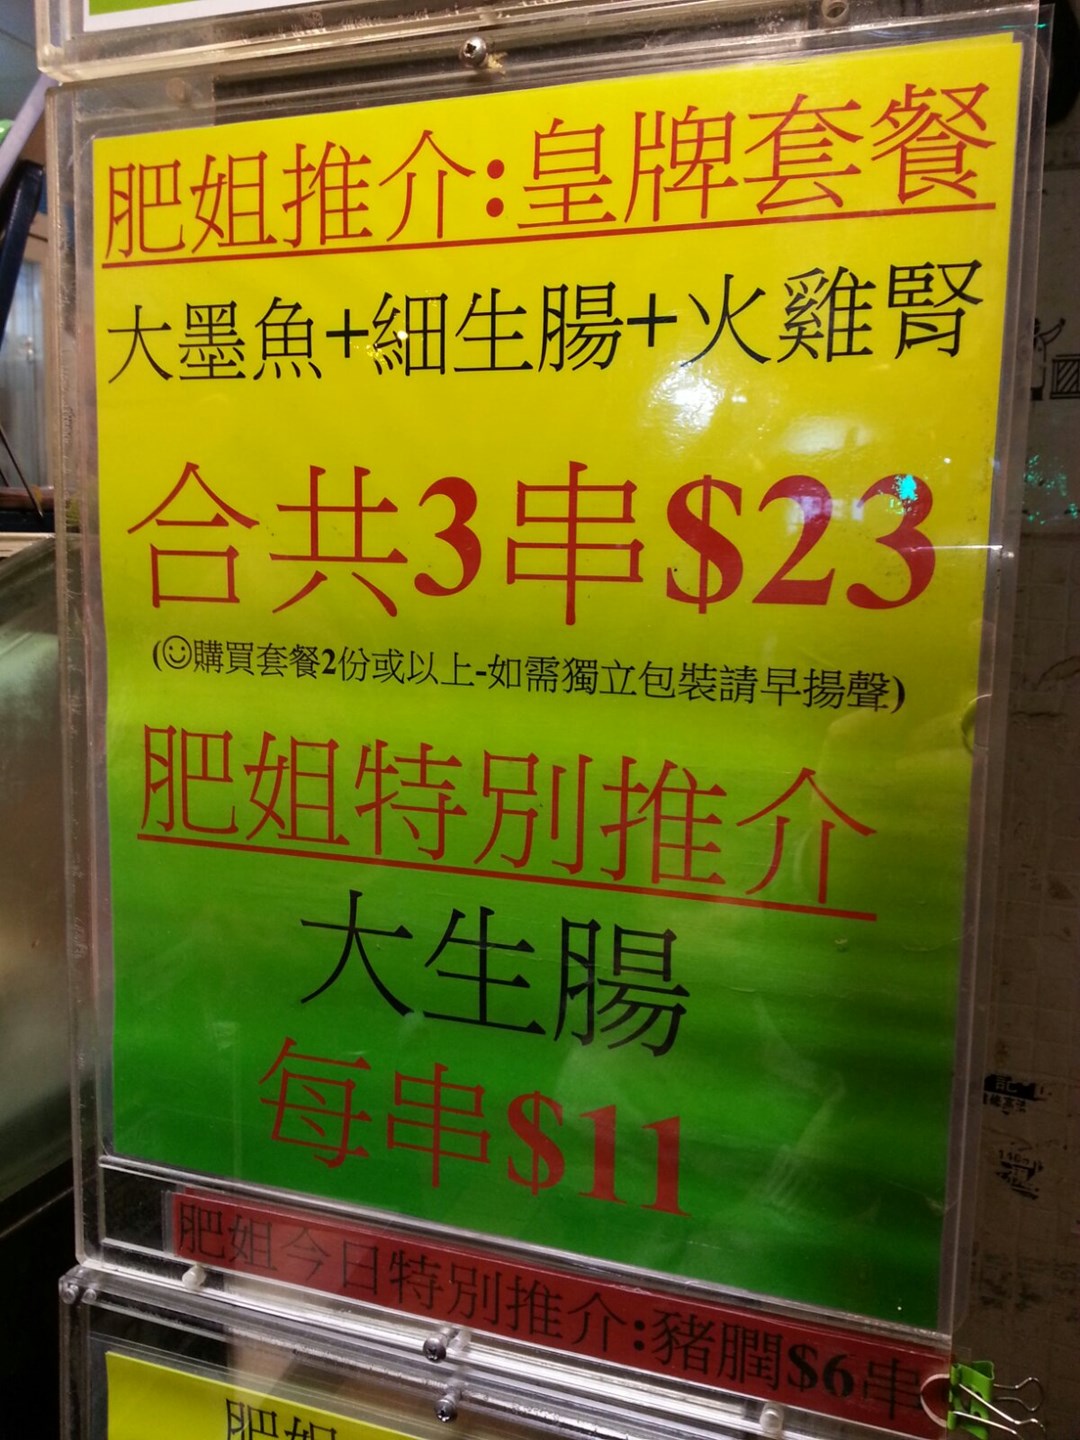 肥姐推介:皇牌套餐
大墨魚+細生腸+火雞腎
合共3串$23
(☺購買套餐2份或以上-如需獨立包裝請早揚聲)
肥姐特別推介
大生腸
每串$11
肥姐今日特別推介:豬膶$6串
肥姐